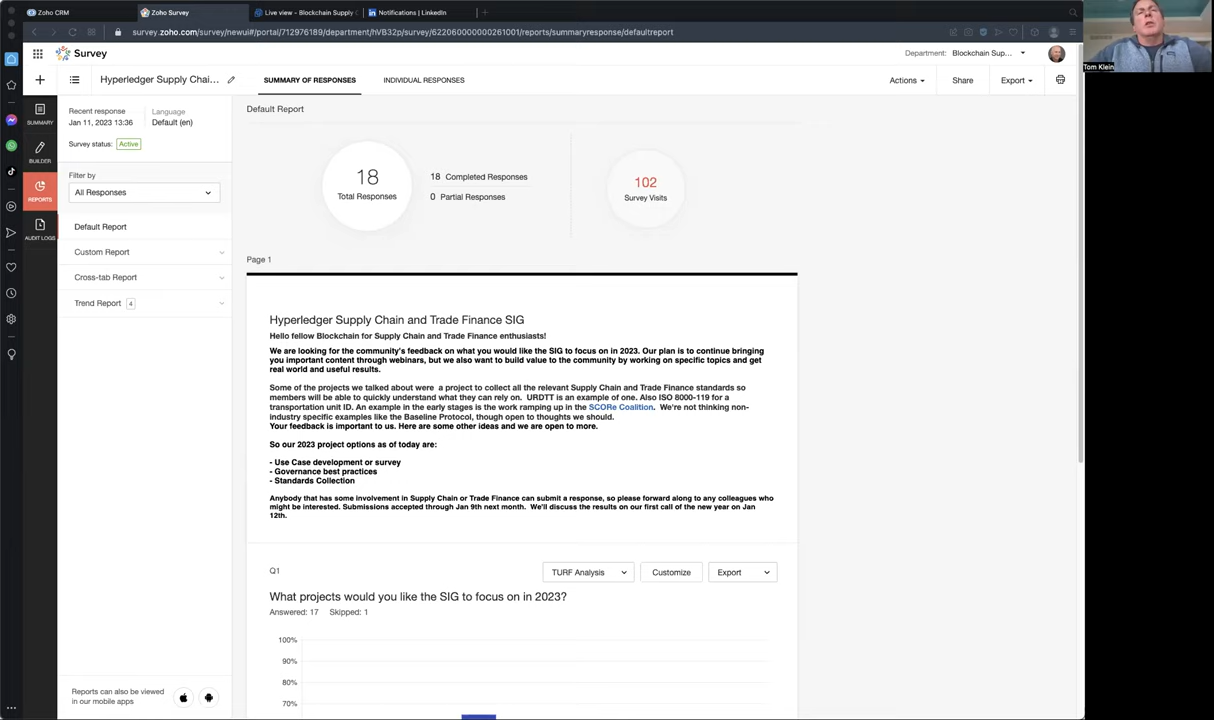 Zoho CRM
Zoho Survey
Live view - Blockchain Supply C
Notifications | LinkedIn
survey.zoho.com/survey/newui#/portal/712976189/department/hVB32p/survey/622060000000261001/reports/summaryresponse/defaultreport
Tom Klein
Survey
Department: Blockchain Sup...
Hyperledger Supply Chai...
SUMMARY OF RESPONSES
INDIVIDUAL RESPONSES
Actions
Share
Export
SUMMARY
BUILDER
REPORTS
AUDIT LOGS
Recent response
Jan 11, 2023 13:36
Language
Default (en)
Survey status: Active
Filter by
All Responses
Default Report
Custom Report
Cross-tab Report
Trend Report 4
Reports can also be viewed
in our mobile apps
Default Report
18
Total Responses
18 Completed Responses
0 Partial Responses
102
Survey Visits
Page 1
Hyperledger Supply Chain and Trade Finance SIG
Hello fellow Blockchain for Supply Chain and Trade Finance enthusiasts!
We are looking for the community's feedback on what you would like the SIG to focus on in 2023. Our plan is to continue bringing
you important content through webinars, but we also want to build value to the community by working on specific topics and get
real world and useful results.
Some of the projects we talked about were a project to collect all the relevant Supply Chain and Trade Finance standards so
members will be able to quickly understand what they can rely on. URDTT is an example of one. Also ISO 8000-119 for a
transportation unit ID. An example in the early stages is the work ramping up in the SCORe Coalition. We're not thinking non-
industry specific examples like the Baseline Protocol, though open to thoughts we should.
Your feedback is important to us. Here are some other ideas and we are open to more.
So our 2023 project options as of today are:
- Use Case development or survey
- Governance best practices
- Standards Collection
Anybody that has some involvement in Supply Chain or Trade Finance can submit a response, so please forward along to any colleagues who
might be interested. Submissions accepted through Jan 9th next month. We'll discuss the results on our first call of the new year on Jan
12th.
Q1
TURF Analysis
Customize
Export
What projects would you like the SIG to focus on in 2023?
Answered: 17 Skipped: 1
100%
90%
80%
70%